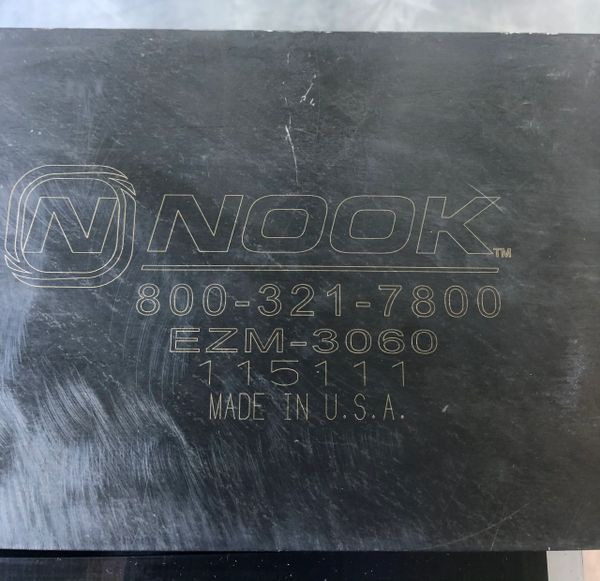 N NOOK™
800-321-7800
EZM-3060
115111
MADE IN U.S.A.